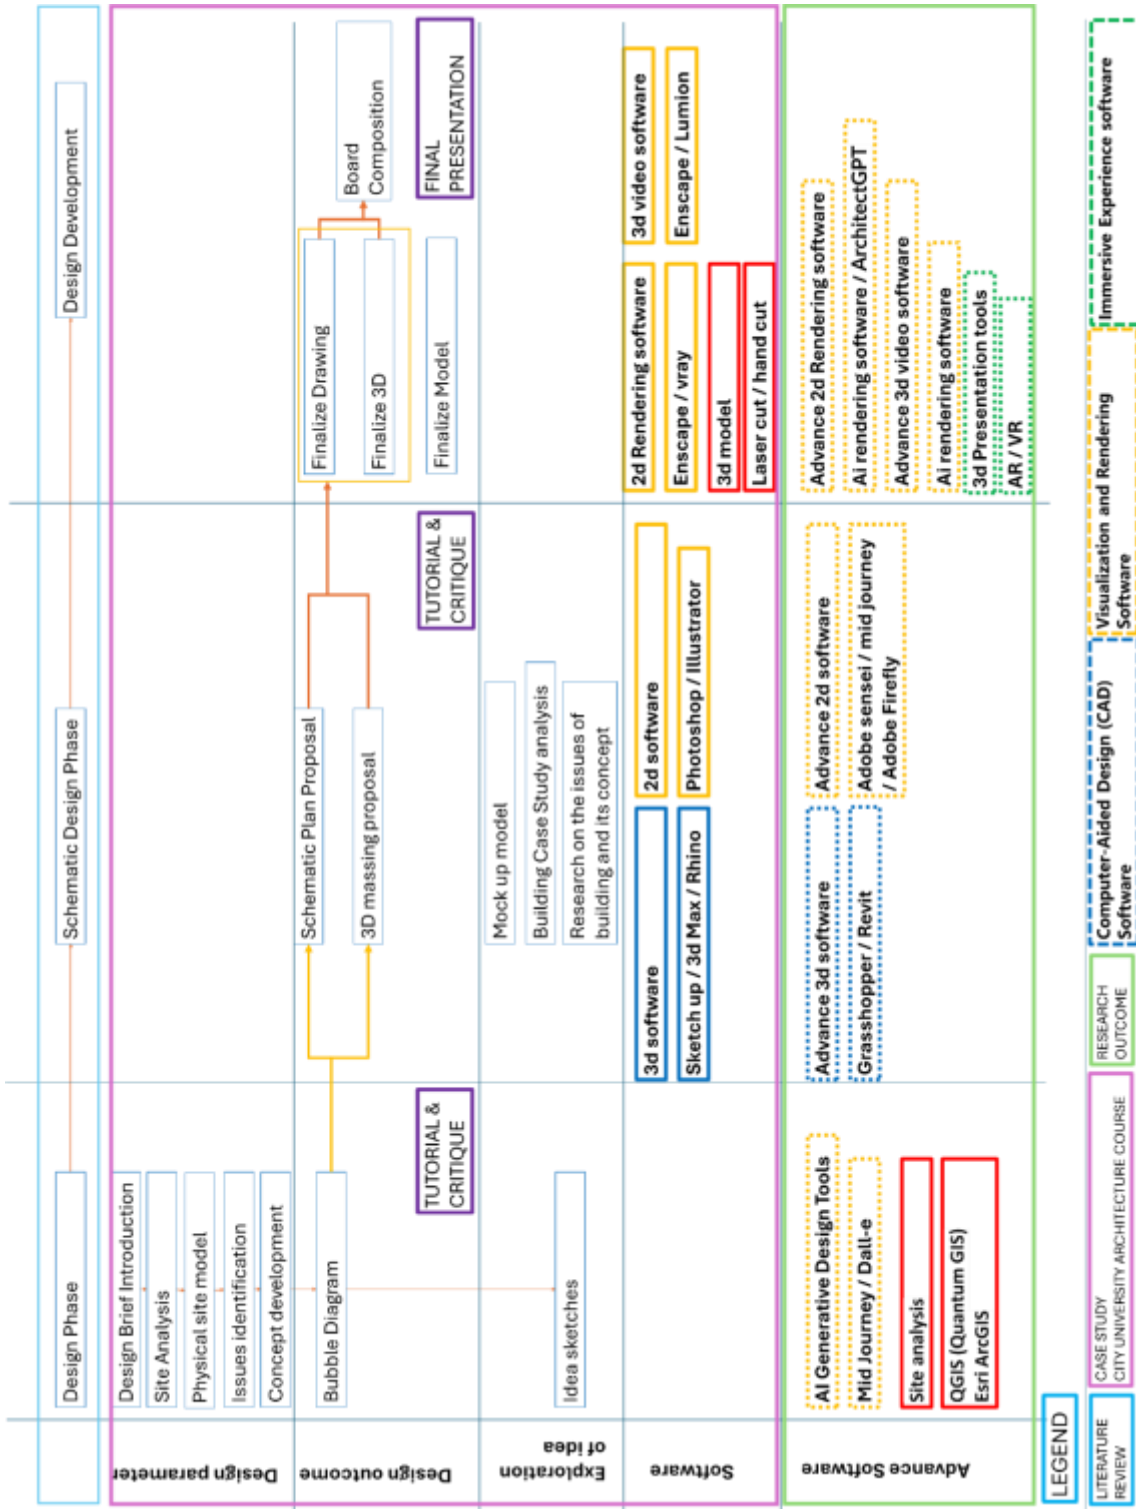 Design Phase
Schematic Design Phase
Design Development
Design parameter
Design Brief Introduction
Site Analysis
Physical site model
Issues identification
Concept development
Design outcome
Bubble Diagram
TUTORIAL &
CRITIQUE
Schematic Plan Proposal
3D massing proposal
TUTORIAL &
CRITIQUE
Finalize Drawing
Finalize 3D
Finalize Model
Board
Composition
FINAL
PRESENTATION
Exploration
of idea
Idea sketches
Mock up model
Building Case Study analysis
Research on the issues of
building and its concept
Software
3d software
Sketch up / 3d Max / Rhino
2d software
Photoshop / Illustrator
2d Rendering software
Enscape / vray
3d model
Laser cut / hand cut
3d video software
Enscape / Lumion
Advance Software
AI Generative Design Tools
Mid Journey / Dall-e
Site analysis
QGIS (Quantum GIS)
Esri ArcGIS
Advance 3d software
Grasshopper / Revit
Advance 2d software
Adobe sensei / mid journey
/ Adobe Firefly
Advance 2d Rendering software
Ai rendering software / ArchitectGPT
Advance 3d video software
Ai rendering software
3d Presentation tools
AR / VR
LEGEND
LITERATURE
REVIEW
CASE STUDY
CITY UNIVERSITY ARCHITECTURE COURSE
RESEARCH
OUTCOME
Computer-Aided Design (CAD)
Software
Visualization and Rendering
Software
Immersive Experience software